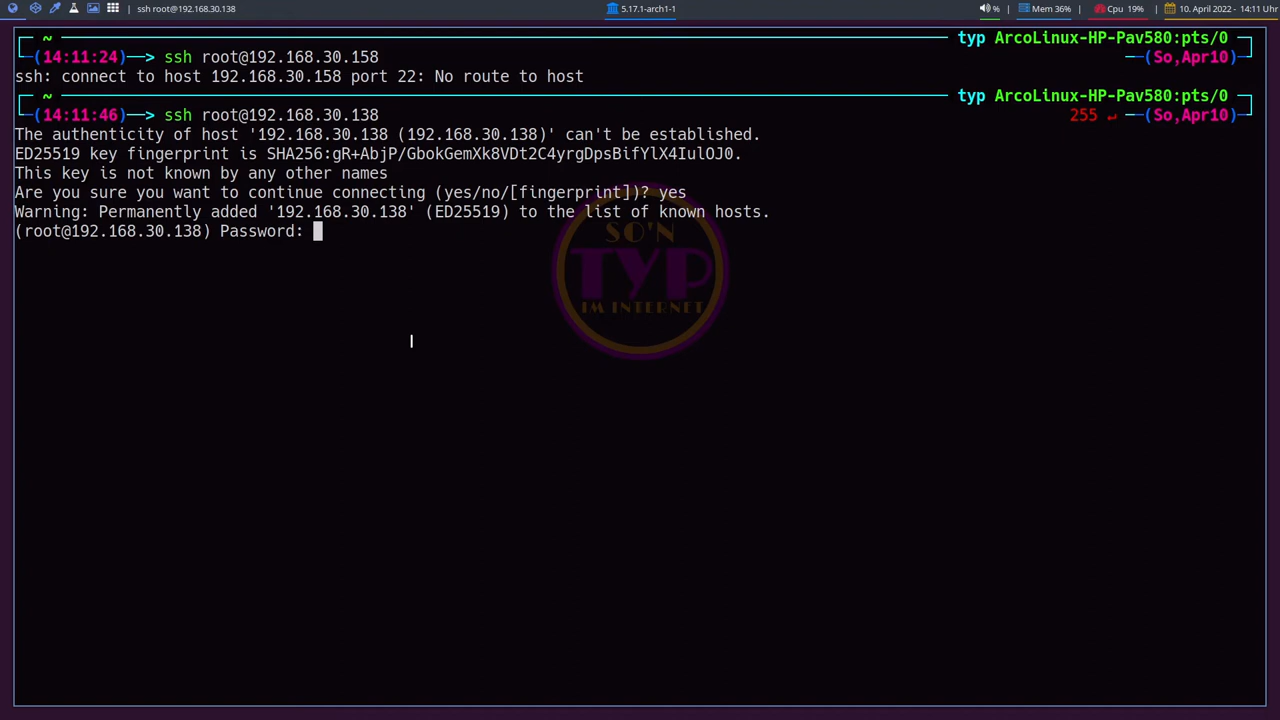 ssh root@192.168.30.138
5.17.1-arch1-1
% | Mem 36% | Cpu 19% | 10. April 2022 - 14:11 Uhr
~ typ ArcoLinux-HP-Pav580:pts/0
(14:11:24)—> ssh root@192.168.30.158 —(So,Apr10)
ssh: connect to host 192.168.30.158 port 22: No route to host
~ typ ArcoLinux-HP-Pav580:pts/0
(14:11:46)—> ssh root@192.168.30.138 255 ↵ —(So,Apr10)
The authenticity of host '192.168.30.138 (192.168.30.138)' can't be established.
ED25519 key fingerprint is SHA256:gR+AbjP/GbokGemXk8VDt2C4yrgDpsBifYlX4IulOJ0.
This key is not known by any other names
Are you sure you want to continue connecting (yes/no/[fingerprint])? yes
Warning: Permanently added '192.168.30.138' (ED25519) to the list of known hosts.
(root@192.168.30.138) Password:
SO'N
TYP
IM INTERNET